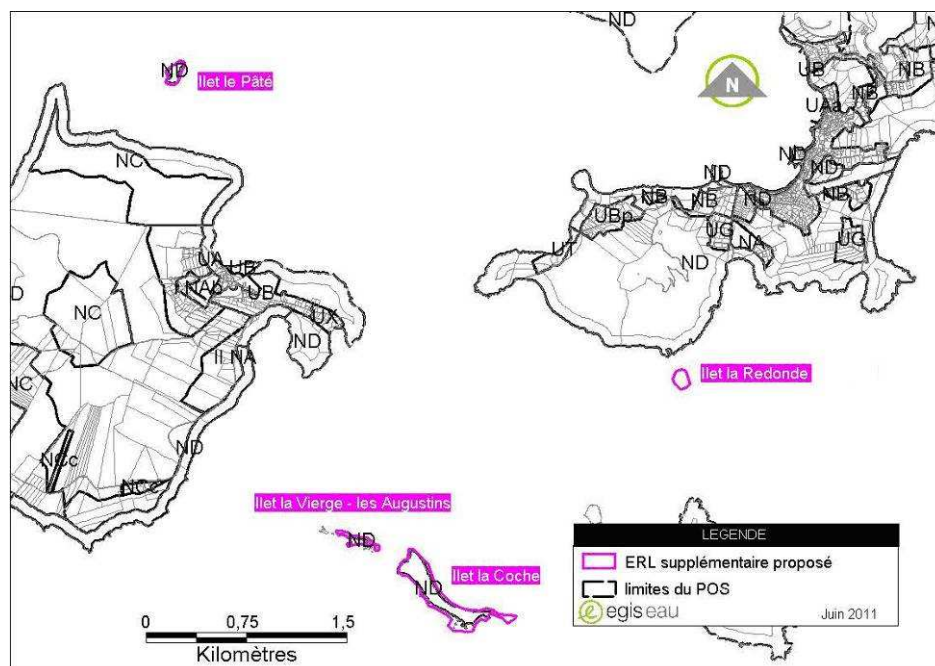 ND
ND
Ilet le Pâté
N
UB
NB
NB
UAa
NC
ND
ND
ND
NB
NB
ND
NB
UBp
UG
NA
UG
UT
ND
UA
UB
NAb
UB
UX
NC
ND
II NA
NC
Ilet la Redonde
NCc
ND
Ilet la Vierge - les Augustins
ND
Ilet la Coche
ND
LEGENDE
ERL supplémentaire proposé
limites du POS
egis eau
Juin 2011
0
0,75
1,5
Kilomètres